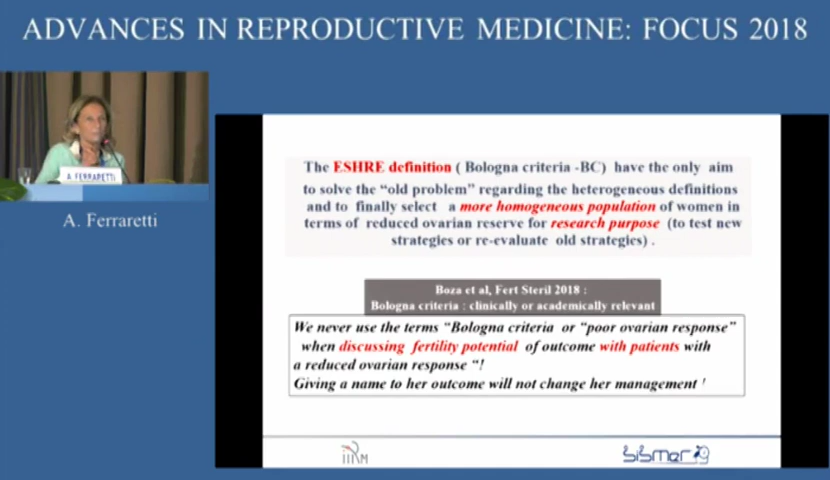 ADVANCES IN REPRODUCTIVE MEDICINE: FOCUS 2018
A. FERRARETTI
A. Ferraretti
The ESHRE definition ( Bologna criteria -BC) have the only aim
to solve the “old problem” regarding the heterogeneous definitions
and to finally select a more homogeneous population of women in
terms of reduced ovarian reserve for research purpose (to test new
strategies or re-evaluate old strategies) .
Boza et al, Fert Steril 2018 :
Bologna criteria : clinically or academically relevant
We never use the terms “Bologna criteria or “poor ovarian response”
when discussing fertility potential of outcome with patients with
a reduced ovarian response “!
Giving a name to her outcome will not change her management !
sismer